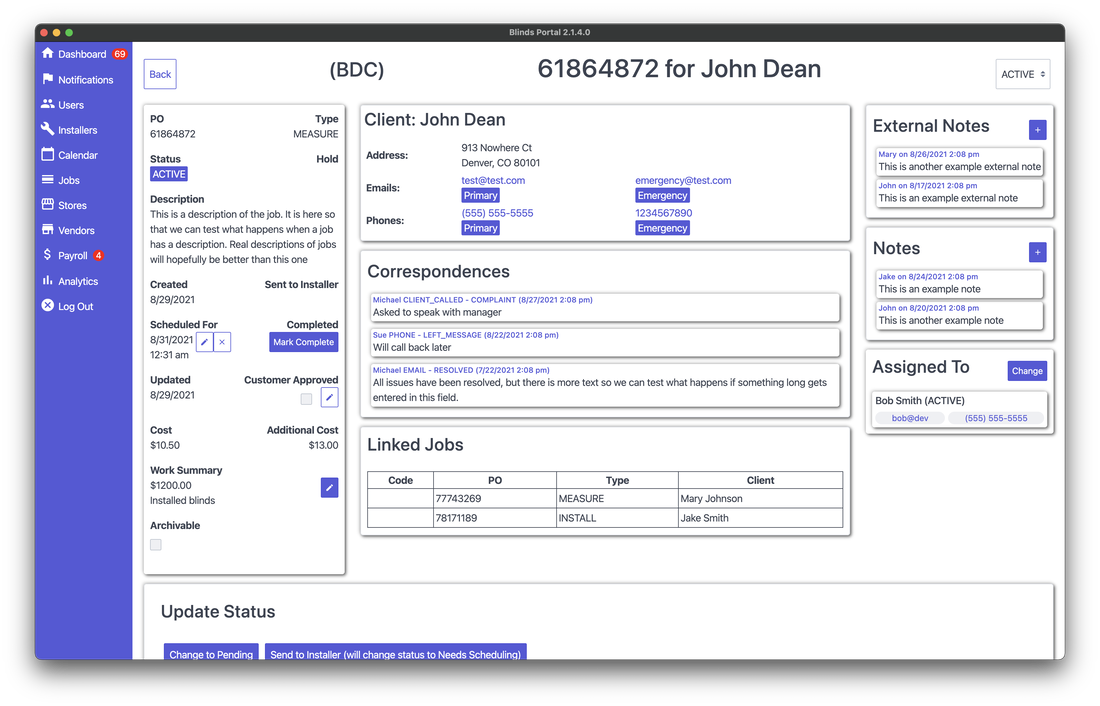 Blinds Portal 2.1.4.0
Dashboard 69
Notifications
Users
Installers
Calendar
Jobs
Stores
Vendors
Payroll 4
Analytics
Log Out
Back
(BDC)
61864872 for John Dean
ACTIVE
PO Type
61864872 MEASURE
Status Hold
ACTIVE
Description
This is a description of the job. It is here so
that we can test what happens when a job
has a description. Real descriptions of jobs
will hopefully be better than this one
Created Sent to Installer
8/29/2021
Scheduled For Completed
8/31/2021
12:31 am
Mark Complete
Updated Customer Approved
8/29/2021
Cost Additional Cost
$10.50 $13.00
Work Summary
$1200.00
Installed blinds
Archivable
Client: John Dean
Address: 913 Nowhere Ct
Denver, CO 80101
Emails: test@test.com emergency@test.com
Primary Emergency
Phones: (555) 555-5555 1234567890
Primary Emergency
Correspondences
Michael CLIENT_CALLED - COMPLAINT (8/27/2021 2:08 pm)
Asked to speak with manager
Sue PHONE - LEFT_MESSAGE (8/22/2021 2:08 pm)
Will call back later
Michael EMAIL - RESOLVED (7/22/2021 2:08 pm)
All issues have been resolved, but there is more text so we can test what happens if something long gets
entered in this field.
Linked Jobs
Code PO Type Client
77743269 MEASURE Mary Johnson
78171189 INSTALL Jake Smith
External Notes +
Mary on 8/26/2021 2:08 pm
This is another example external note
John on 8/17/2021 2:08 pm
This is an example external note
Notes +
Jake on 8/24/2021 2:08 pm
This is an example note
John on 8/20/2021 2:08 pm
This is another example note
Assigned To Change
Bob Smith (ACTIVE)
bob@dev (555) 555-5555
Update Status
Change to Pending Send to Installer (will change status to Needs Scheduling)